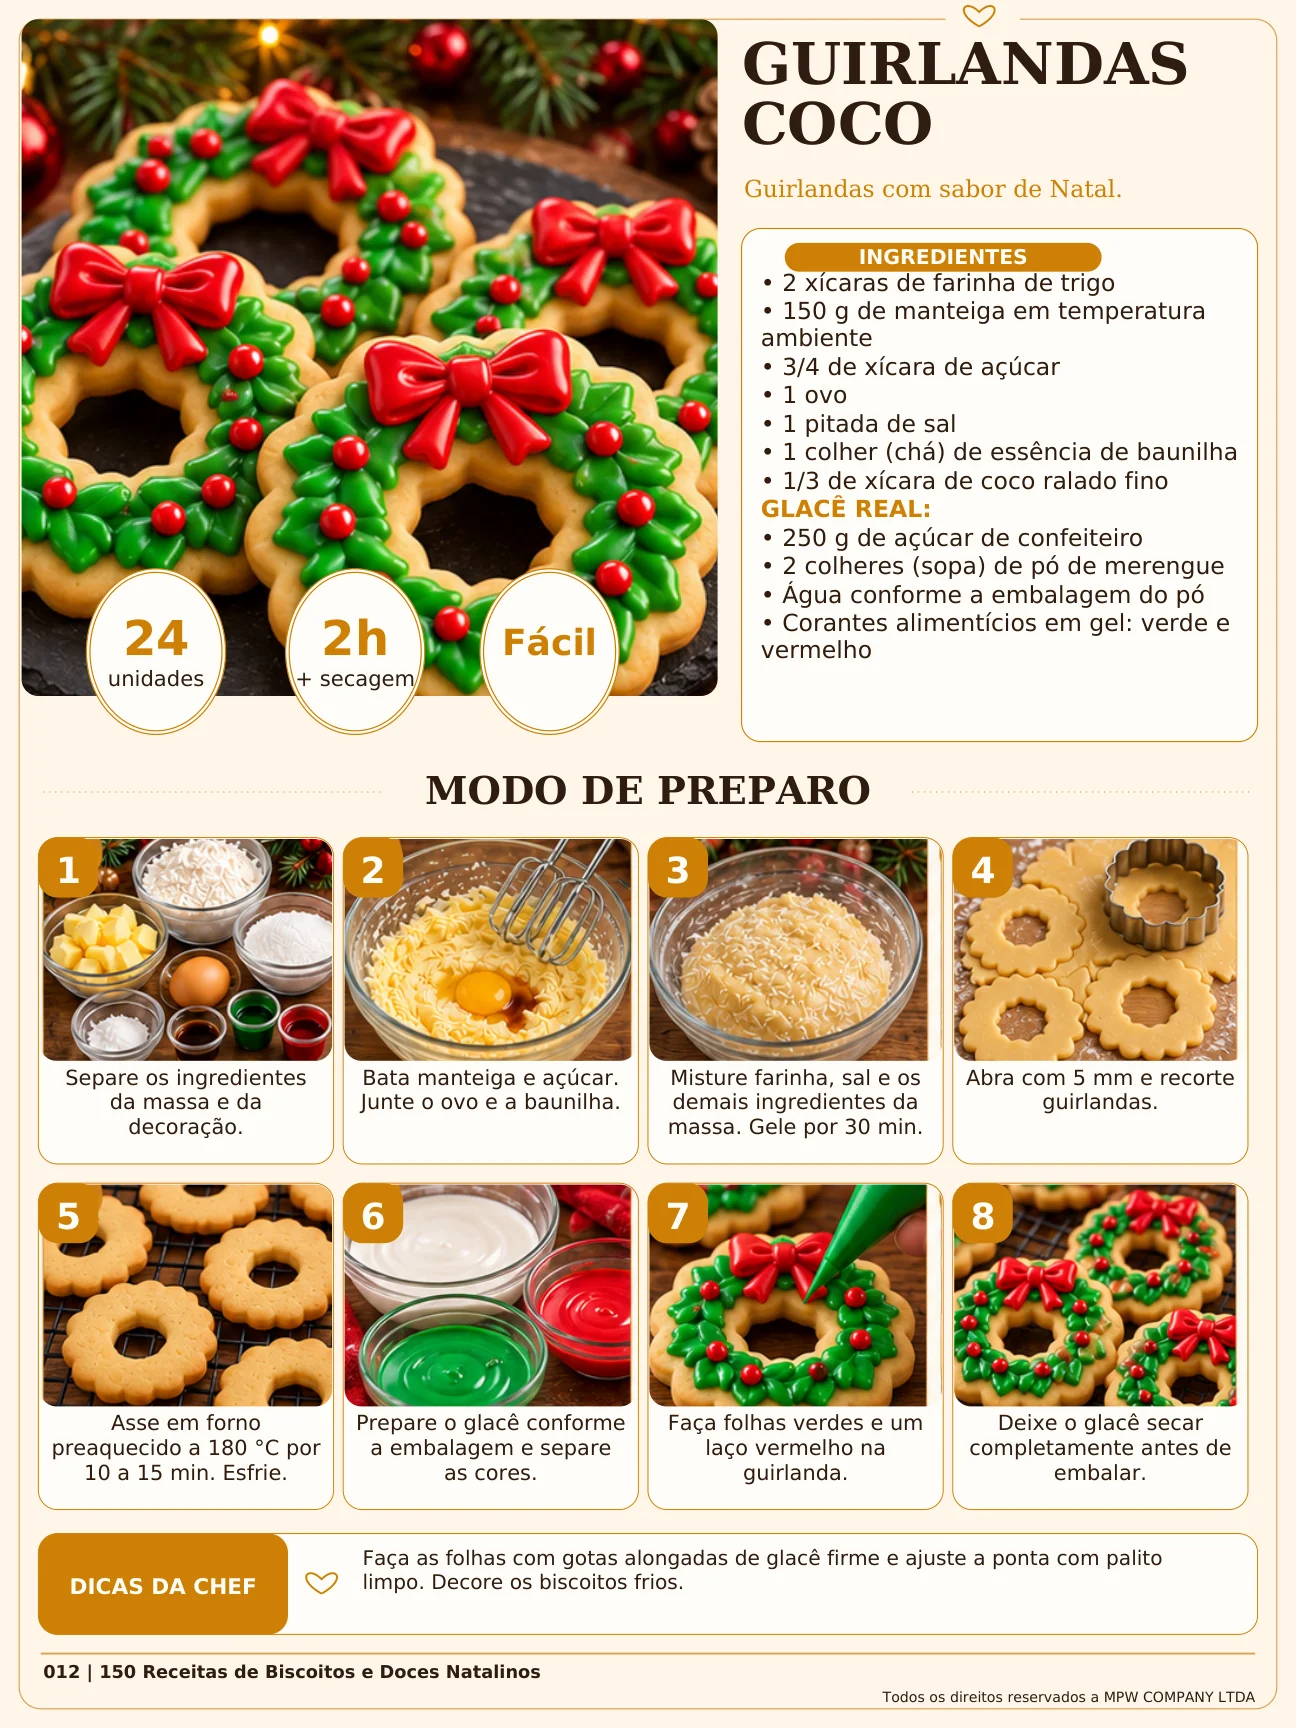 GUIRLANDAS
COCO
Guirlandas com sabor de Natal.
INGREDIENTES
• 2 xícaras de farinha de trigo
• 150 g de manteiga em temperatura
ambiente
• 3/4 de xícara de açúcar
• 1 ovo
• 1 pitada de sal
• 1 colher (chá) de essência de baunilha
• 1/3 de xícara de coco ralado fino
GLACÊ REAL:
• 250 g de açúcar de confeiteiro
• 2 colheres (sopa) de pó de merengue
• Água conforme a embalagem do pó
• Corantes alimentícios em gel: verde e
vermelho
24
unidades
2h
+ secagem
Fácil
MODO DE PREPARO
1
Separe os ingredientes
da massa e da
decoração.
2
Bata manteiga e açúcar.
Junte o ovo e a baunilha.
3
Misture farinha, sal e os
demais ingredientes da
massa. Gele por 30 min.
4
Abra com 5 mm e recorte
guirlandas.
5
Asse em forno
preaquecido a 180 °C por
10 a 15 min. Esfrie.
6
Prepare o glacê conforme
a embalagem e separe
as cores.
7
Faça folhas verdes e um
laço vermelho na
guirlanda.
8
Deixe o glacê secar
completamente antes de
embalar.
DICAS DA CHEF
Faça as folhas com gotas alongadas de glacê firme e ajuste a ponta com palito
limpo. Decore os biscoitos frios.
012 | 150 Receitas de Biscoitos e Doces Natalinos
Todos os direitos reservados a MPW COMPANY LTDA